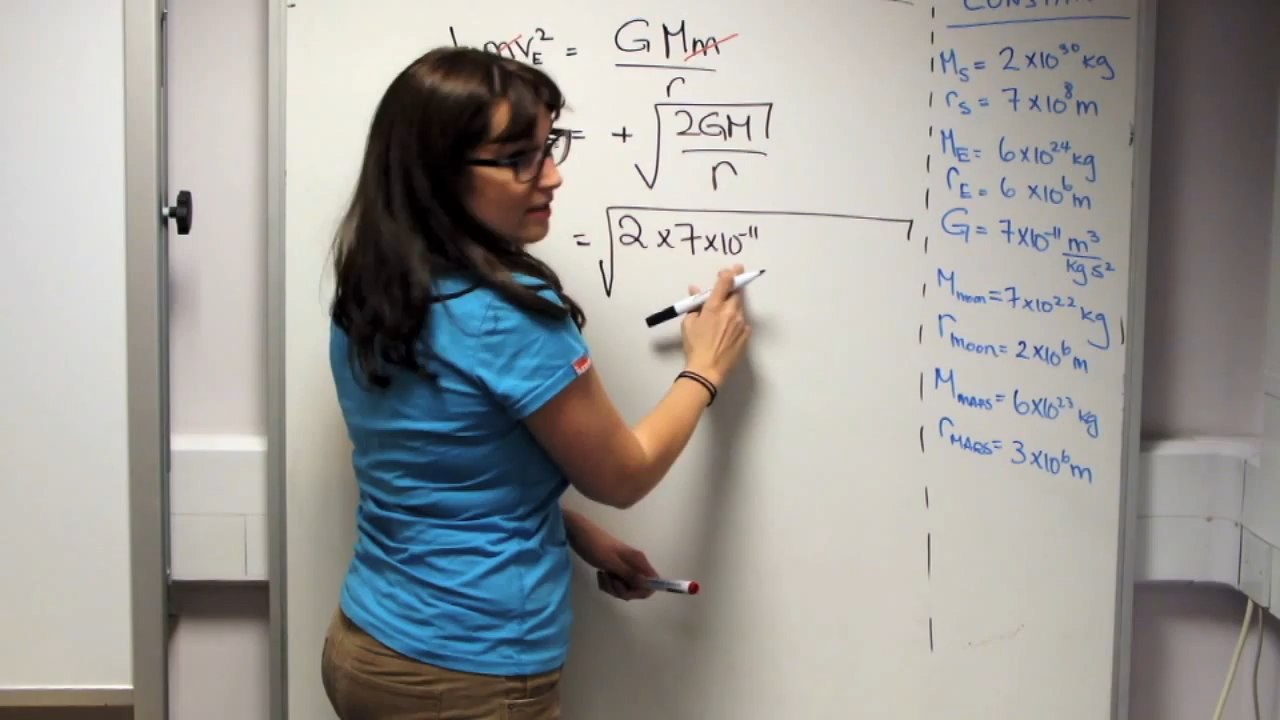 mv_E² = GMm
r
= + √2GM
r
= √2 × 7×10⁻¹¹
M_S = 2×10³⁰ kg
r_S = 7×10⁸ m
M_E = 6×10²⁴ kg
r_E = 6×10⁶ m
G = 7×10⁻¹¹ m³
kg s²
M_moon = 7×10²² kg
r_moon = 2×10⁶ m
M_MARS = 6×10²³ kg
r_MARS = 3×10⁶ m